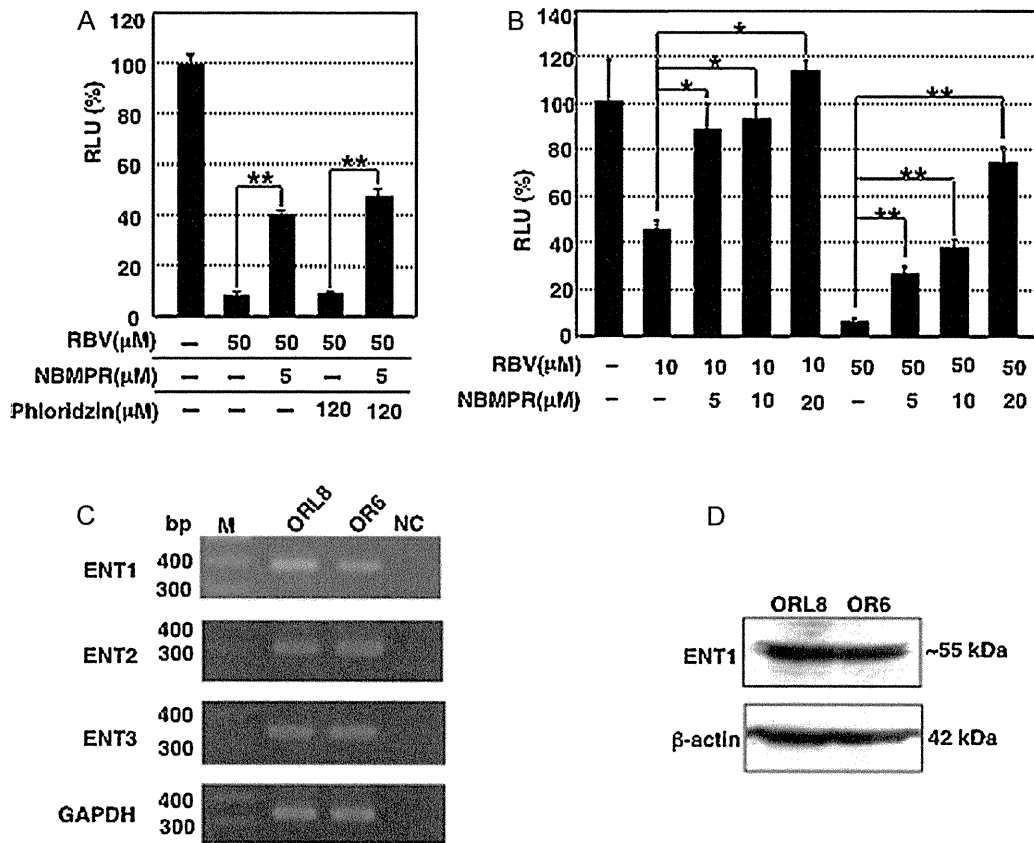 A
120
100
80
60
40
20
0
RLU (%)
**
**
RBV(μM) – 50 50 50 50
NBMPR(μM) – – 5 – 5
Phloridzin(μM) – – – 120 120
B
140
120
100
80
60
40
20
0
RLU (%)
*
*
*
**
**
**
RBV(μM) – 10 10 10 10 50 50 50 50
NBMPR(μM) – – 5 10 20 – 5 10 20
C
bp M ORL8 OR6 NC
ENT1 400
300
ENT2 400
300
ENT3 400
300
GAPDH 400
300
D
ORL8 OR6
ENT1 ~55 kDa
β-actin 42 kDa